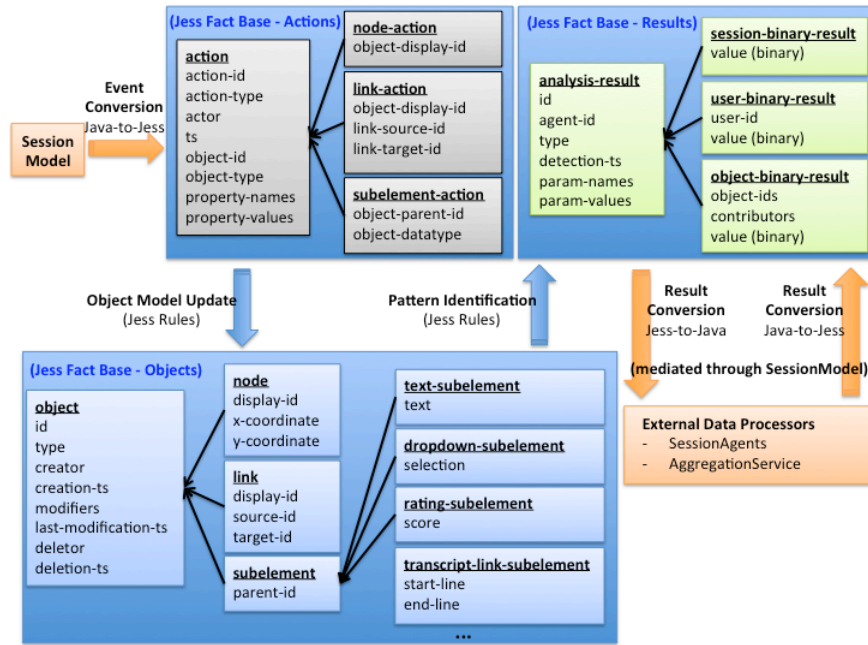 Session
Model
Event
Conversion
Java-to-Jess
(Jess Fact Base - Actions)
action
action-id
action-type
actor
ts
object-id
object-type
property-names
property-values
node-action
object-display-id
link-action
object-display-id
link-source-id
link-target-id
subelement-action
object-parent-id
object-datatype
(Jess Fact Base - Results)
analysis-result
id
agent-id
type
detection-ts
param-names
param-values
session-binary-result
value (binary)
user-binary-result
user-id
value (binary)
object-binary-result
object-ids
contributors
value (binary)
Object Model Update
(Jess Rules)
Pattern Identification
(Jess Rules)
Result
Conversion
Jess-to-Java
Result
Conversion
Java-to-Jess
(mediated through SessionModel)
External Data Processors
- SessionAgents
- AggregationService
(Jess Fact Base - Objects)
object
id
type
creator
creation-ts
modifiers
last-modification-ts
deletor
deletion-ts
node
display-id
x-coordinate
y-coordinate
link
display-id
source-id
target-id
subelement
parent-id
text-subelement
text
dropdown-subelement
selection
rating-subelement
score
transcript-link-subelement
start-line
end-line
...